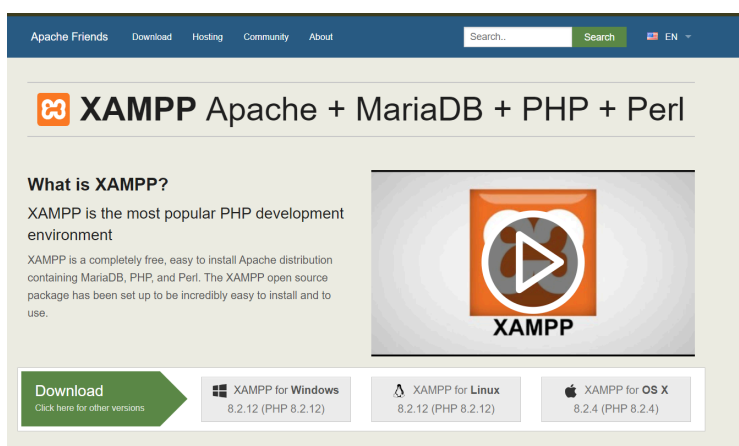 Apache Friends Download Hosting Community About Search.. Search EN
XAMPP Apache + MariaDB + PHP + Perl
What is XAMPP?
XAMPP is the most popular PHP development
environment
XAMPP is a completely free, easy to install Apache distribution
containing MariaDB, PHP, and Perl. The XAMPP open source
package has been set up to be incredibly easy to install and to
use.
XAMPP
Download
Click here for other versions
XAMPP for Windows
8.2.12 (PHP 8.2.12)
XAMPP for Linux
8.2.12 (PHP 8.2.12)
XAMPP for OS X
8.2.4 (PHP 8.2.4)